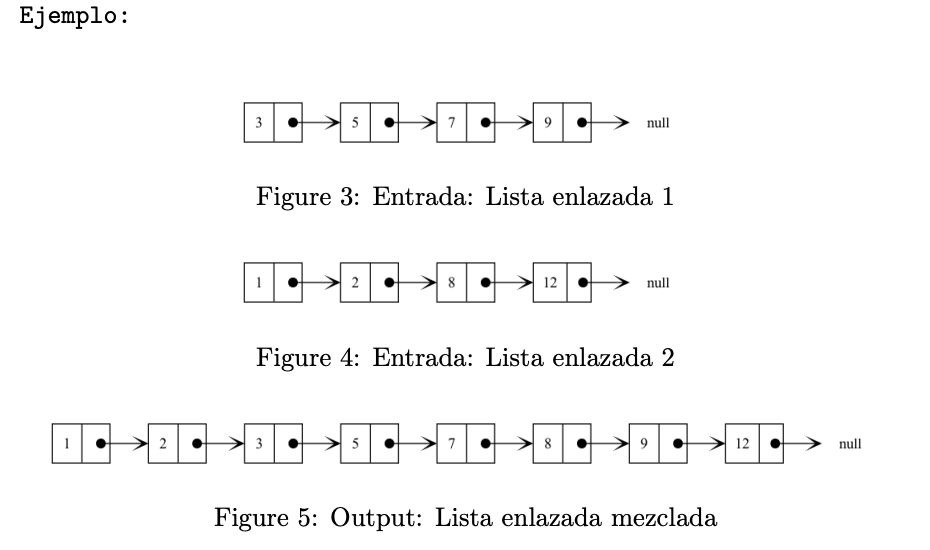 Ejemplo:
3 5 7 9 null
Figure 3: Entrada: Lista enlazada 1
1 2 8 12 null
Figure 4: Entrada: Lista enlazada 2
1 2 3 5 7 8 9 12 null
Figure 5: Output: Lista enlazada mezclada